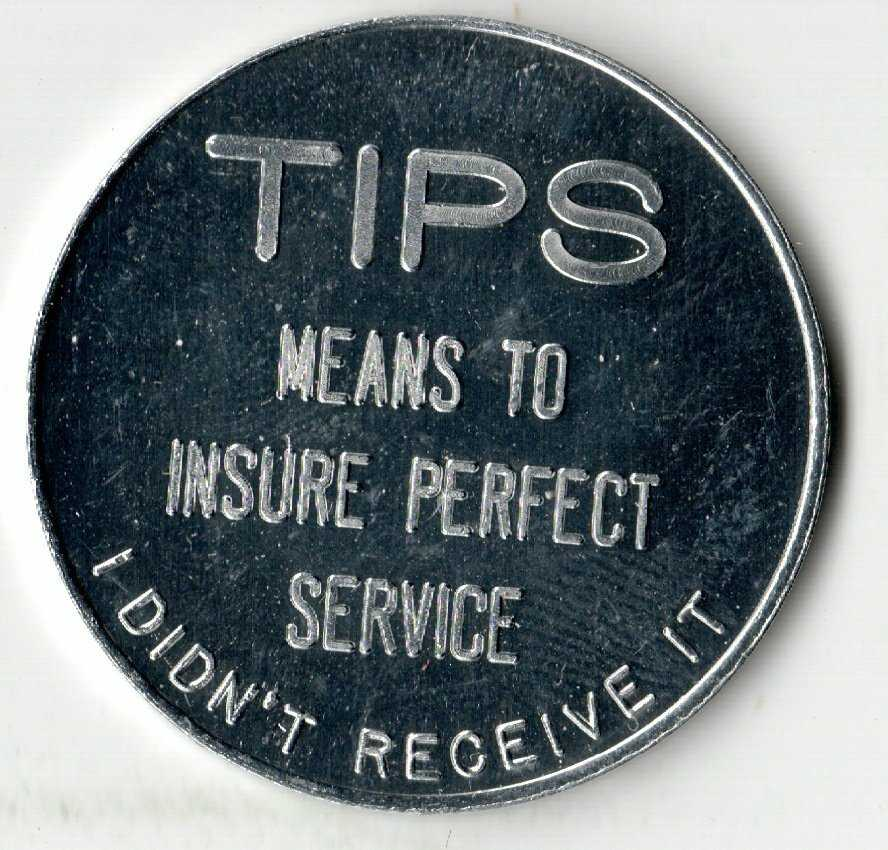 TIPS
MEANS TO
INSURE PERFECT
SERVICE
I DIDN'T RECEIVE IT